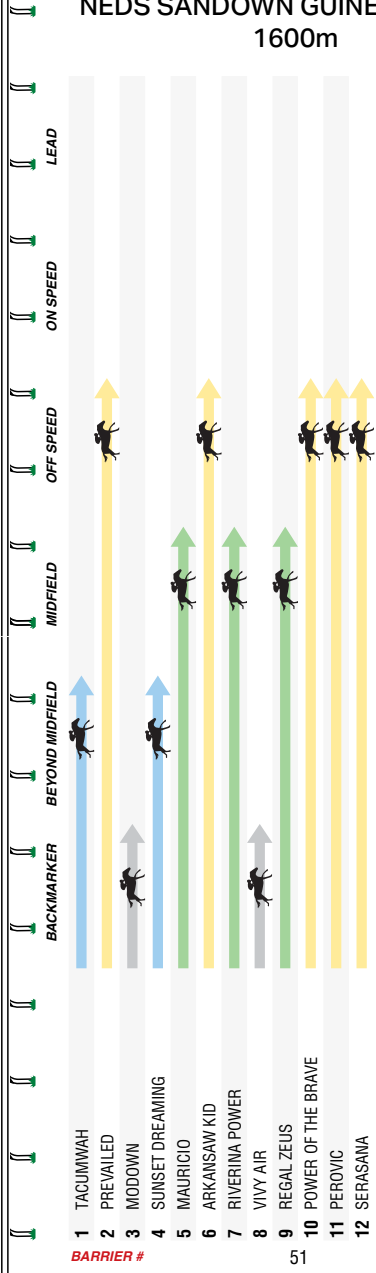 NEDS SANDOWN GUINE
1600m
LEAD
ON SPEED
OFF SPEED
MIDFIELD
BEYOND MIDFIELD
BACKMARKER
1 TACUMWAH
2 PREVAILED
3 MODOWN
4 SUNSET DREAMING
5 MAURICIO
6 ARKANSAW KID
7 RIVERINA POWER
8 VIVY AIR
9 REGAL ZEUS
10 POWER OF THE BRAVE
11 PEROVIC
12 SERASANA
BARRIER #
51